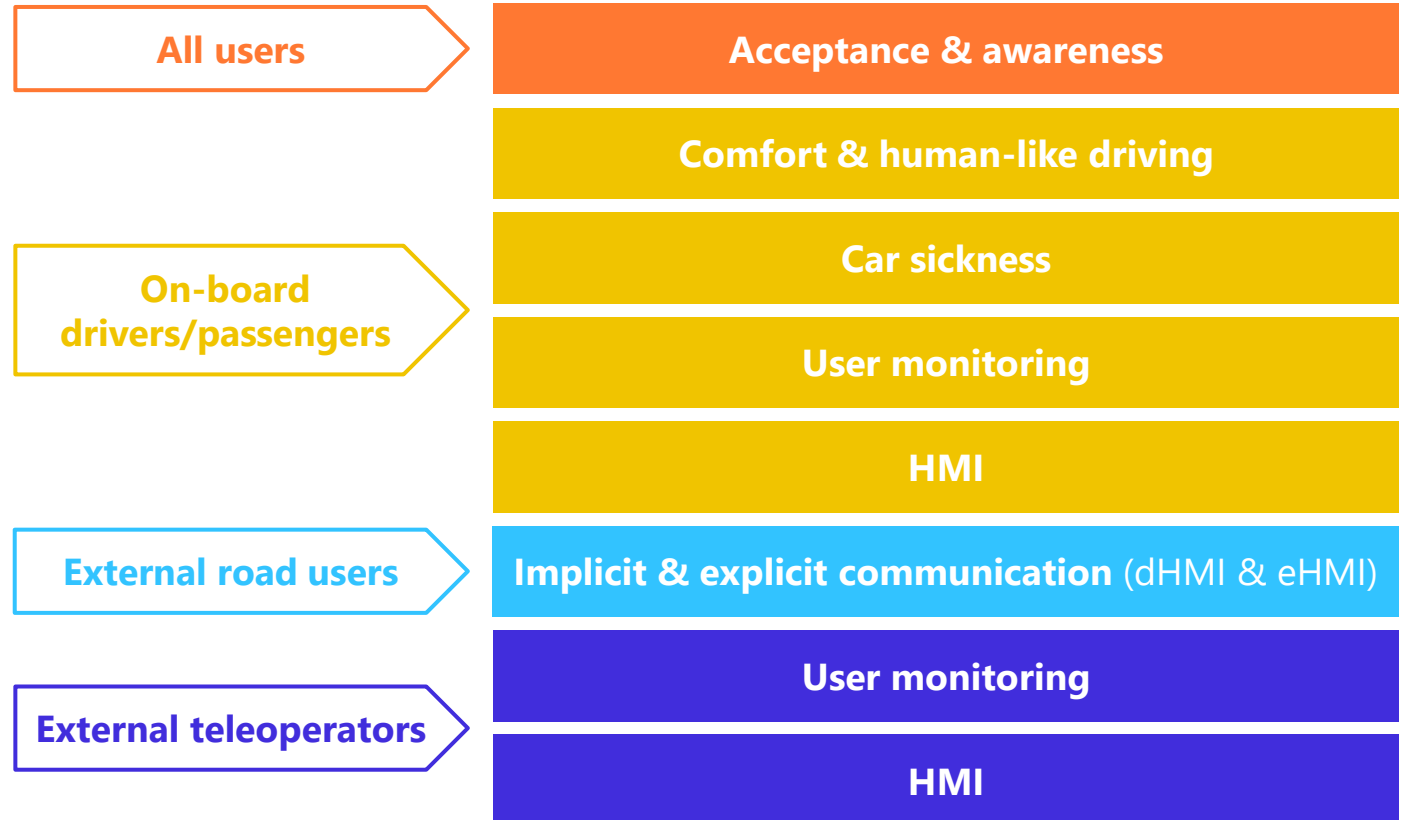 All users
Acceptance & awareness
Comfort & human-like driving
Car sickness
On-board
drivers/passengers
User monitoring
HMI
External road users
Implicit & explicit communication (dHMI & eHMI)
User monitoring
External teleoperators
HMI